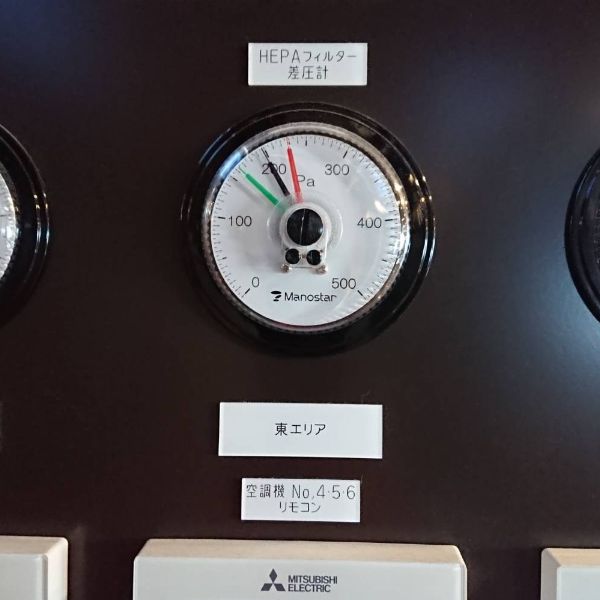 HEPAフィルター
差圧計
200
300
Pa
100
400
0
500
Manostar
東エリア
空調機 No,4·5·6
リモコン
MITSUBISHI
ELECTRIC